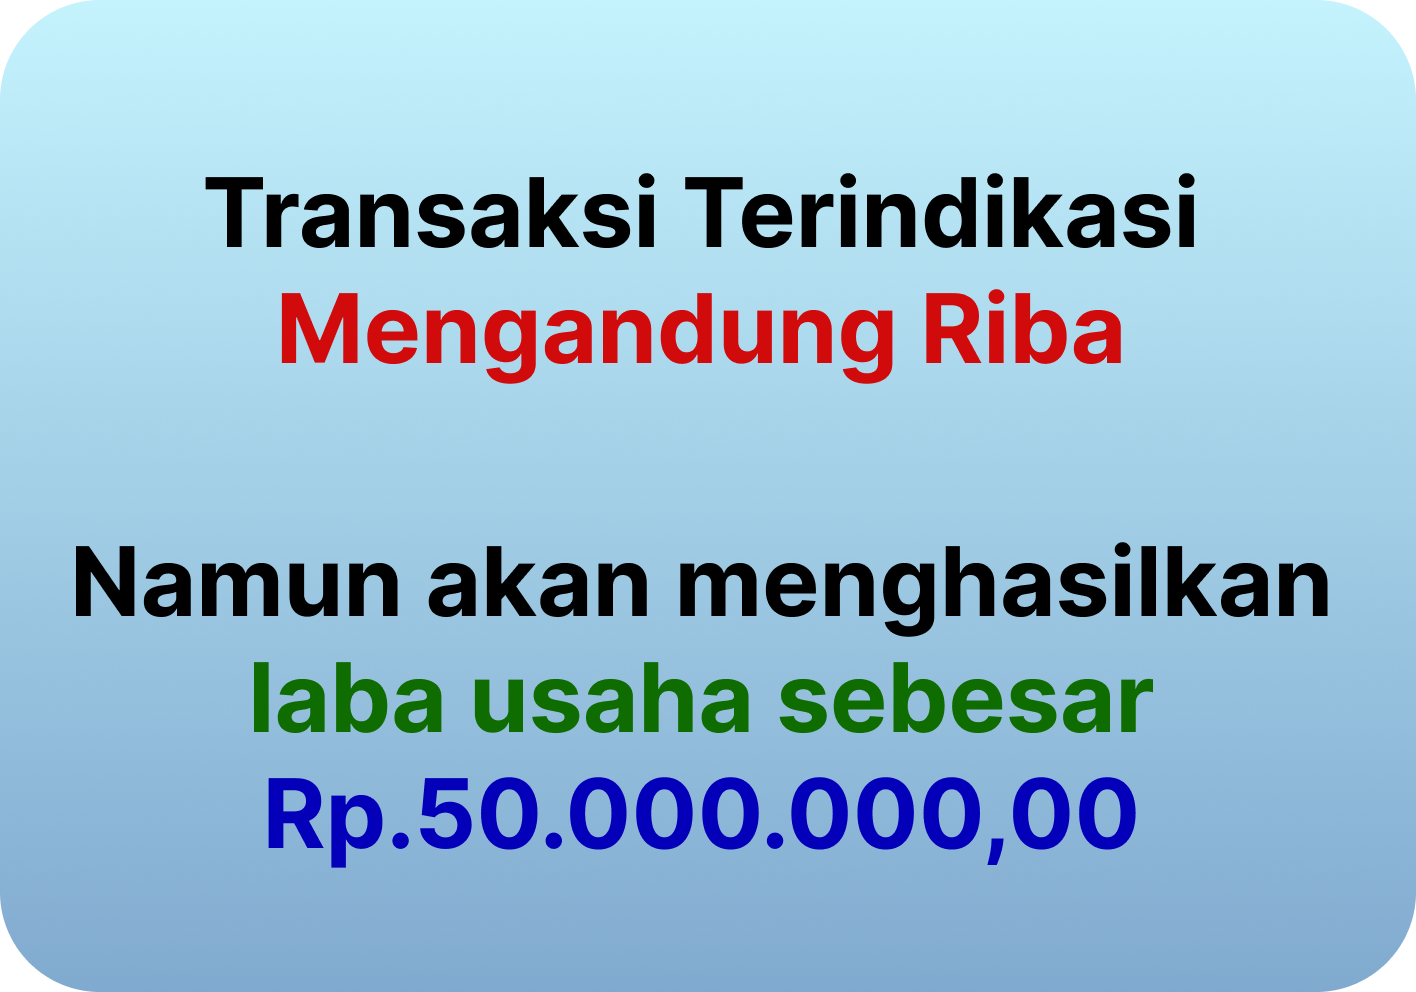 Transaksi Terindikasi
Mengandung Riba
Namun akan menghasilkan
laba usaha sebesar
Rp.50.000.000,00